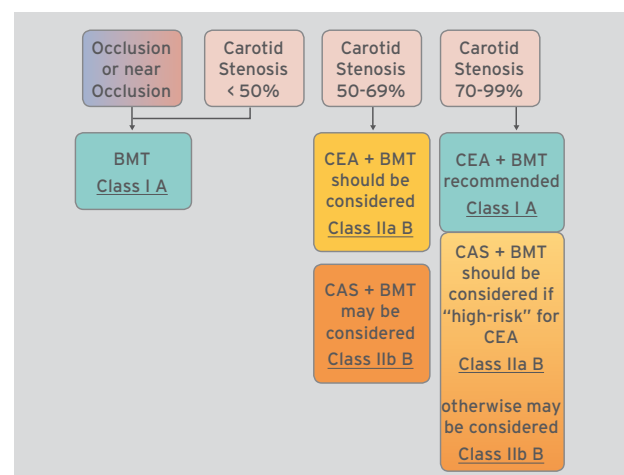 Occlusion
or near
Occlusion
Carotid
Stenosis
< 50%
Carotid
Stenosis
50-69%
Carotid
Stenosis
70-99%
BMT
Class I A
CEA + BMT
should be
considered
Class IIa B
CAS + BMT
may be
considered
Class IIb B
CEA + BMT
recommended
Class I A
CAS + BMT
should be
considered if
“high-risk” for
CEA
Class IIa B
otherwise may
be considered
Class IIb B